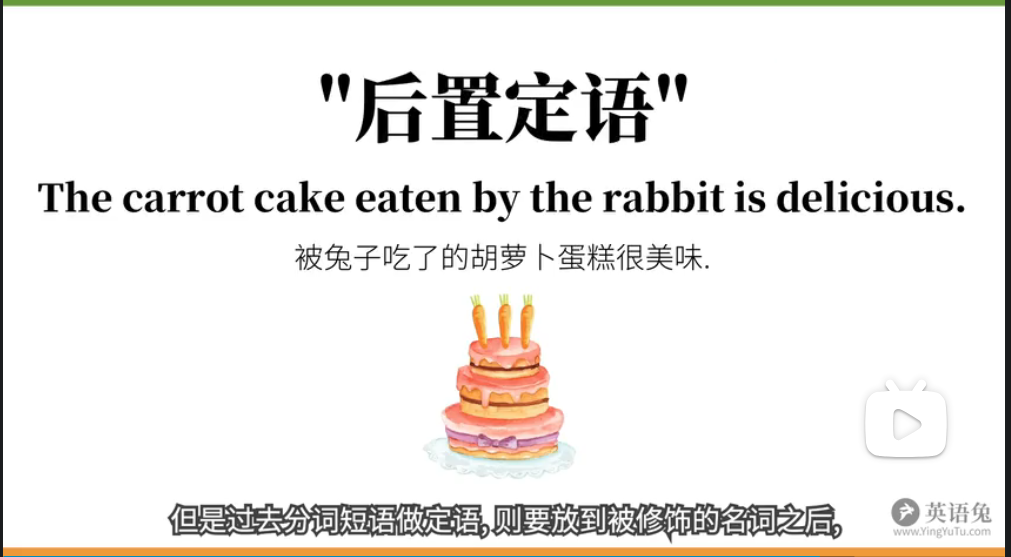 "后置定语"
The carrot cake eaten by the rabbit is delicious.
被兔子吃了的胡萝卜蛋糕很美味.
但是过去分词短语做定语,则要放到被修饰的名词之后,
英语兔
www.YingYuTu.com